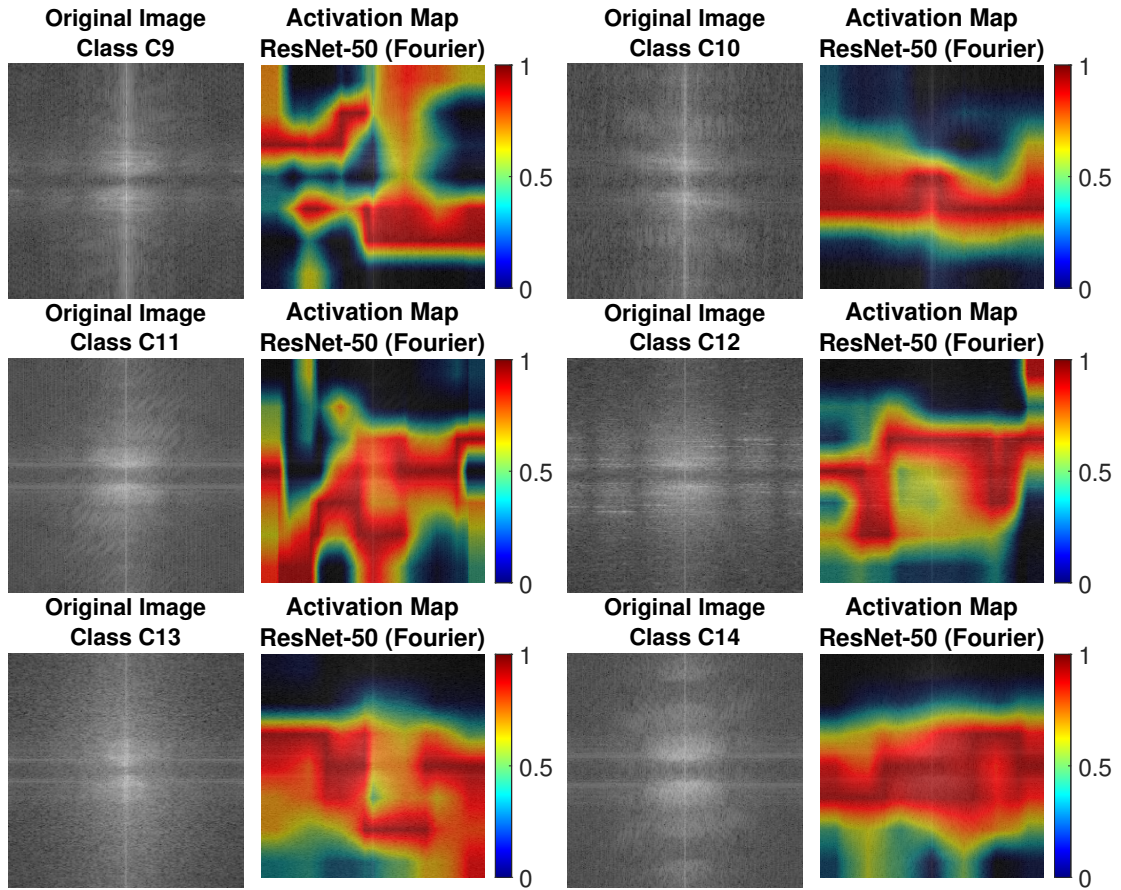 Original Image
Class C9
Activation Map
ResNet-50 (Fourier)
1
0.5
0
Original Image
Class C10
Activation Map
ResNet-50 (Fourier)
1
0.5
0
Original Image
Class C11
Activation Map
ResNet-50 (Fourier)
1
0.5
0
Original Image
Class C12
Activation Map
ResNet-50 (Fourier)
1
0.5
0
Original Image
Class C13
Activation Map
ResNet-50 (Fourier)
1
0.5
0
Original Image
Class C14
Activation Map
ResNet-50 (Fourier)
1
0.5
0